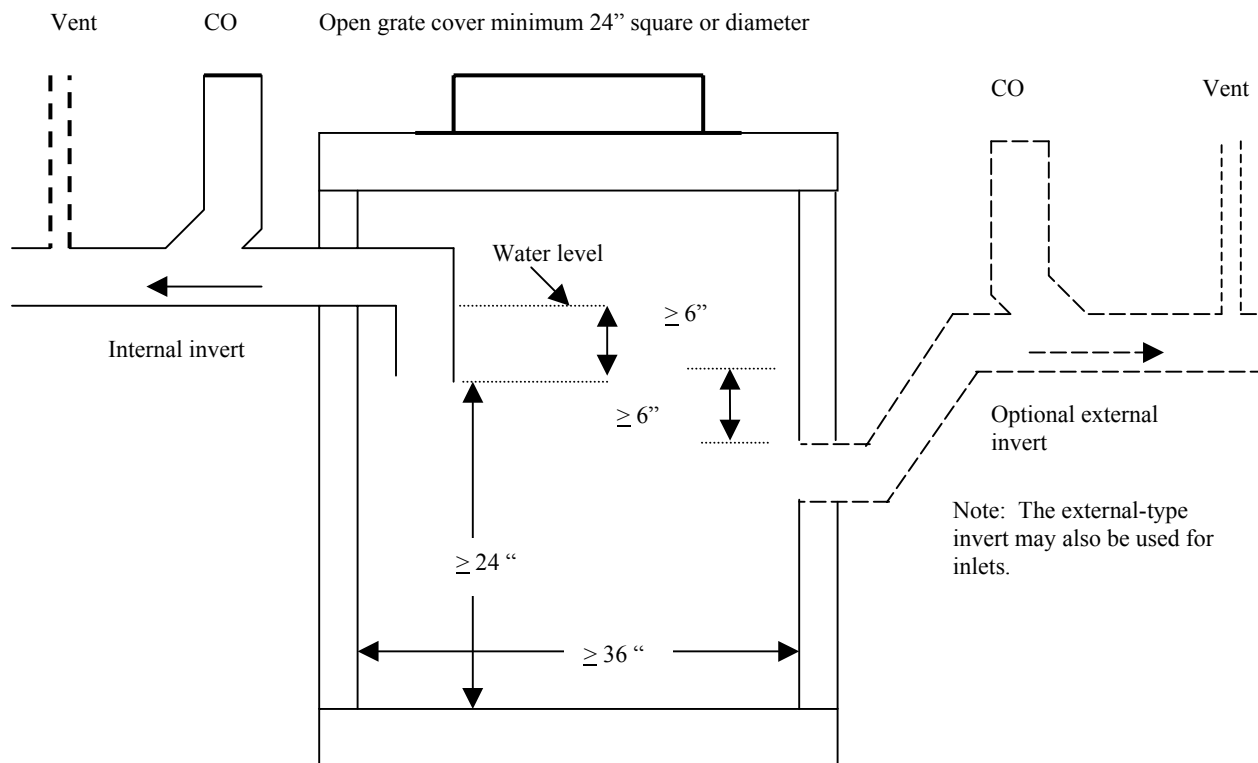 Vent
CO
Open grate cover minimum 24” square or diameter
CO
Vent
Water level
≥ 6”
Internal invert
≥ 6”
Optional external
invert
≥ 24 “
Note:  The external-type
invert may also be used for
inlets.
≥ 36 “